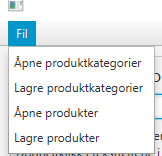 Fil
Åpne produktkategorier
Lagre produktkategorier
Åpne produkter
Lagre produkter